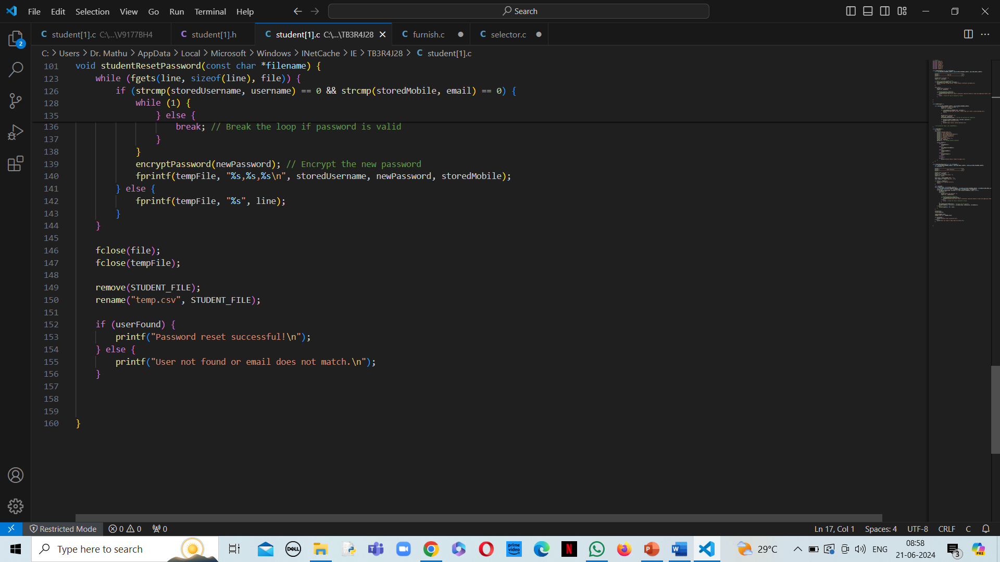 File Edit Selection View Go Run Terminal Help
Search
student[1].c C:\...\V9177BH4
student[1].h
student[1].c C:\...\TB3R4J28
furnish.c
selector.c
C: > Users > Dr. Mathu > AppData > Local > Microsoft > Windows > INetCache > IE > TB3R4J28 > C student[1].c
101 void studentResetPassword(const char *filename) {
123 while (fgets(line, sizeof(line), file)) {
126 if (strcmp(storedUsername, username) == 0 && strcmp(storedMobile, email) == 0) {
128 while (1) {
135 } else {
136 break; // Break the loop if password is valid
137 }
138 }
139 encryptPassword(newPassword); // Encrypt the new password
140 fprintf(tempFile, "%s,%s,%s\n", storedUsername, newPassword, storedMobile);
141 } else {
142 fprintf(tempFile, "%s", line);
143 }
144 }
145
146 fclose(file);
147 fclose(tempFile);
148
149 remove(STUDENT_FILE);
150 rename("temp.csv", STUDENT_FILE);
151
152 if (userFound) {
153 printf("Password reset successful!\n");
154 } else {
155 printf("User not found or email does not match.\n");
156 }
157
158
159
160 }
2
Restricted Mode 0 0 0
Ln 17, Col 1 Spaces: 4 UTF-8 CRLF C
Type here to search
DELL
prime video
29°C
ENG
08:58
21-06-2024
3
PRE